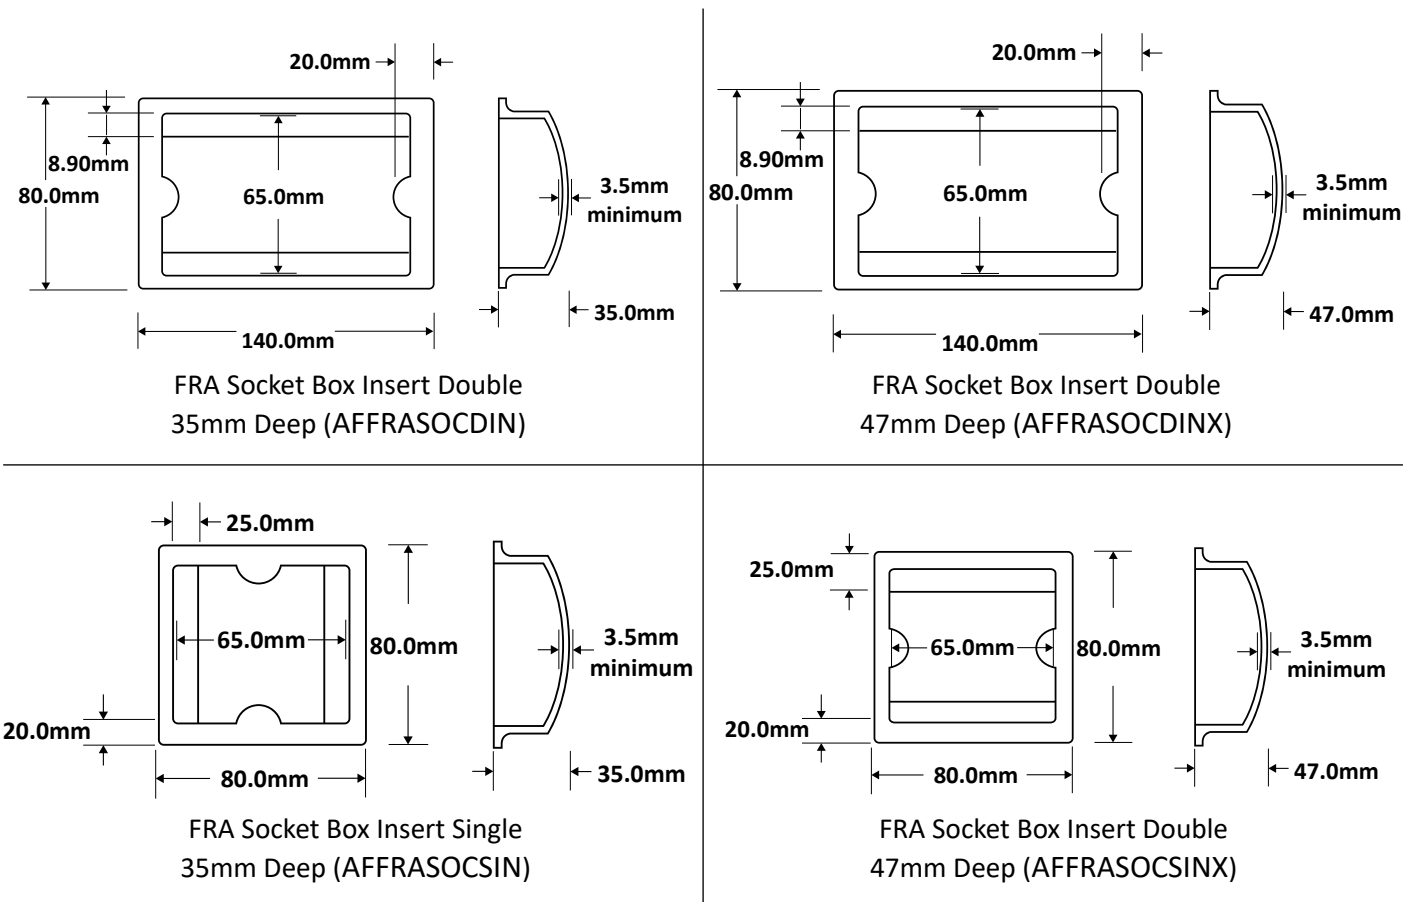 20.0mm
8.90mm
80.0mm
65.0mm
3.5mm
minimum
35.0mm
140.0mm
FRA Socket Box Insert Double
35mm Deep (AFFRASOCDIN)
20.0mm
8.90mm
80.0mm
65.0mm
3.5mm
minimum
47.0mm
140.0mm
FRA Socket Box Insert Double
47mm Deep (AFFRASOCDINX)
25.0mm
65.0mm
80.0mm
3.5mm
minimum
20.0mm
80.0mm
35.0mm
FRA Socket Box Insert Single
35mm Deep (AFFRASOCSIN)
25.0mm
65.0mm
80.0mm
3.5mm
minimum
20.0mm
80.0mm
47.0mm
FRA Socket Box Insert Double
47mm Deep (AFFRASOCSINX)